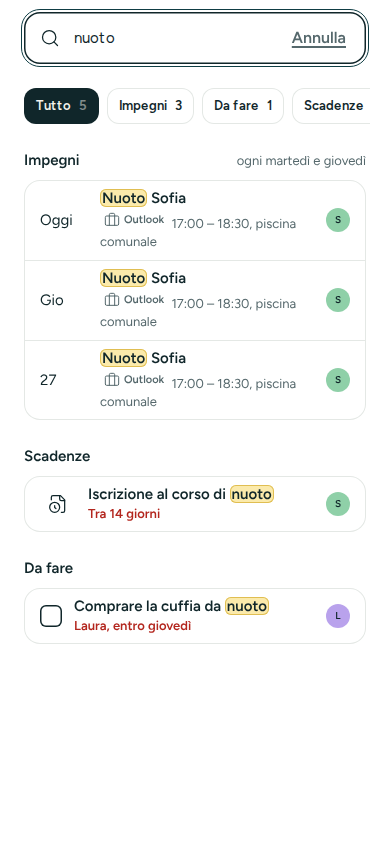 nuoto Annulla
Tutto 5 Impegni 3 Da fare 1 Scadenze
Impegni ogni martedì e giovedì
Nuoto Sofia
Oggi Outlook 17:00 – 18:30, piscina S
comunale
Nuoto Sofia
Gio Outlook 17:00 – 18:30, piscina S
comunale
Nuoto Sofia
27 Outlook 17:00 – 18:30, piscina S
comunale
Scadenze
Iscrizione al corso di nuoto S
Tra 14 giorni
Da fare
Comprare la cuffia da nuoto L
Laura, entro giovedì